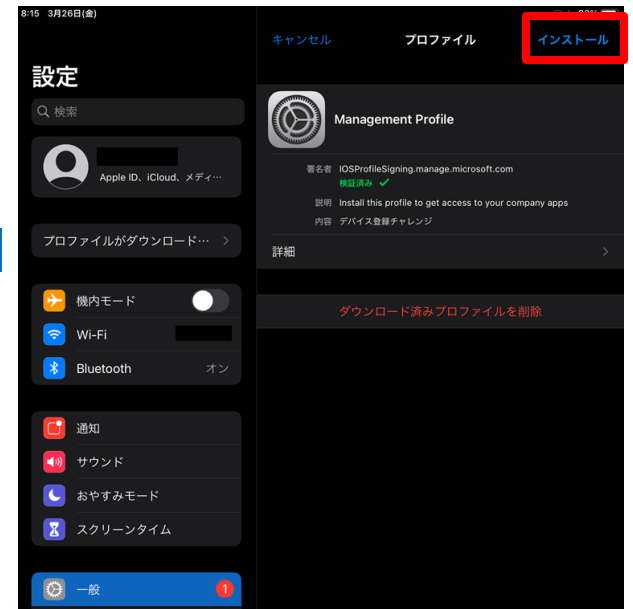 8:15 3月26日(金)
キャンセル
プロファイル
インストール
設定
検索
Apple ID、iCloud、メディ…
プロファイルがダウンロード…
機内モード
Wi-Fi
Bluetooth
オン
通知
サウンド
おやすみモード
スクリーンタイム
一般
1
Management Profile
署名者 IOSProfileSigning.manage.microsoft.com
検証済み
説明 Install this profile to get access to your company apps
内容 デバイス登録チャレンジ
詳細
ダウンロード済みプロファイルを削除